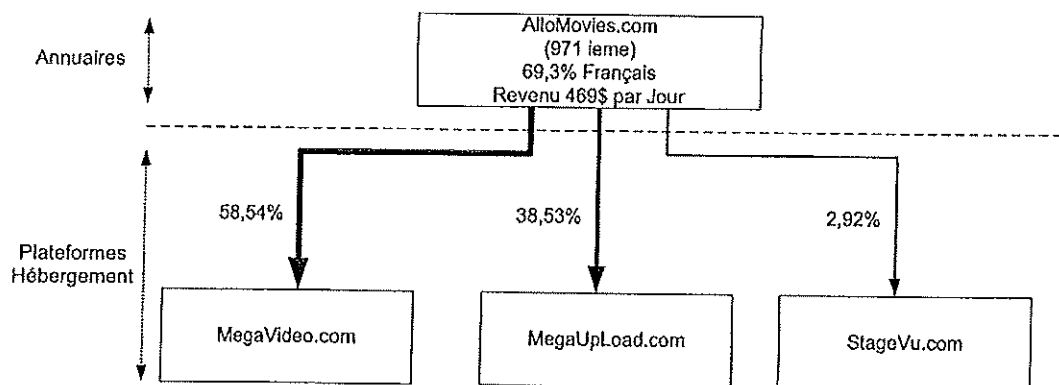 AlloMovies.com
(971 ieme)
69,3% Français
Revenu 469$ par Jour
Annuaires
58,54%
38,53%
2,92%
Plateformes
Hébergement
MegaVideo.com
MegaUpLoad.com
StageVu.com